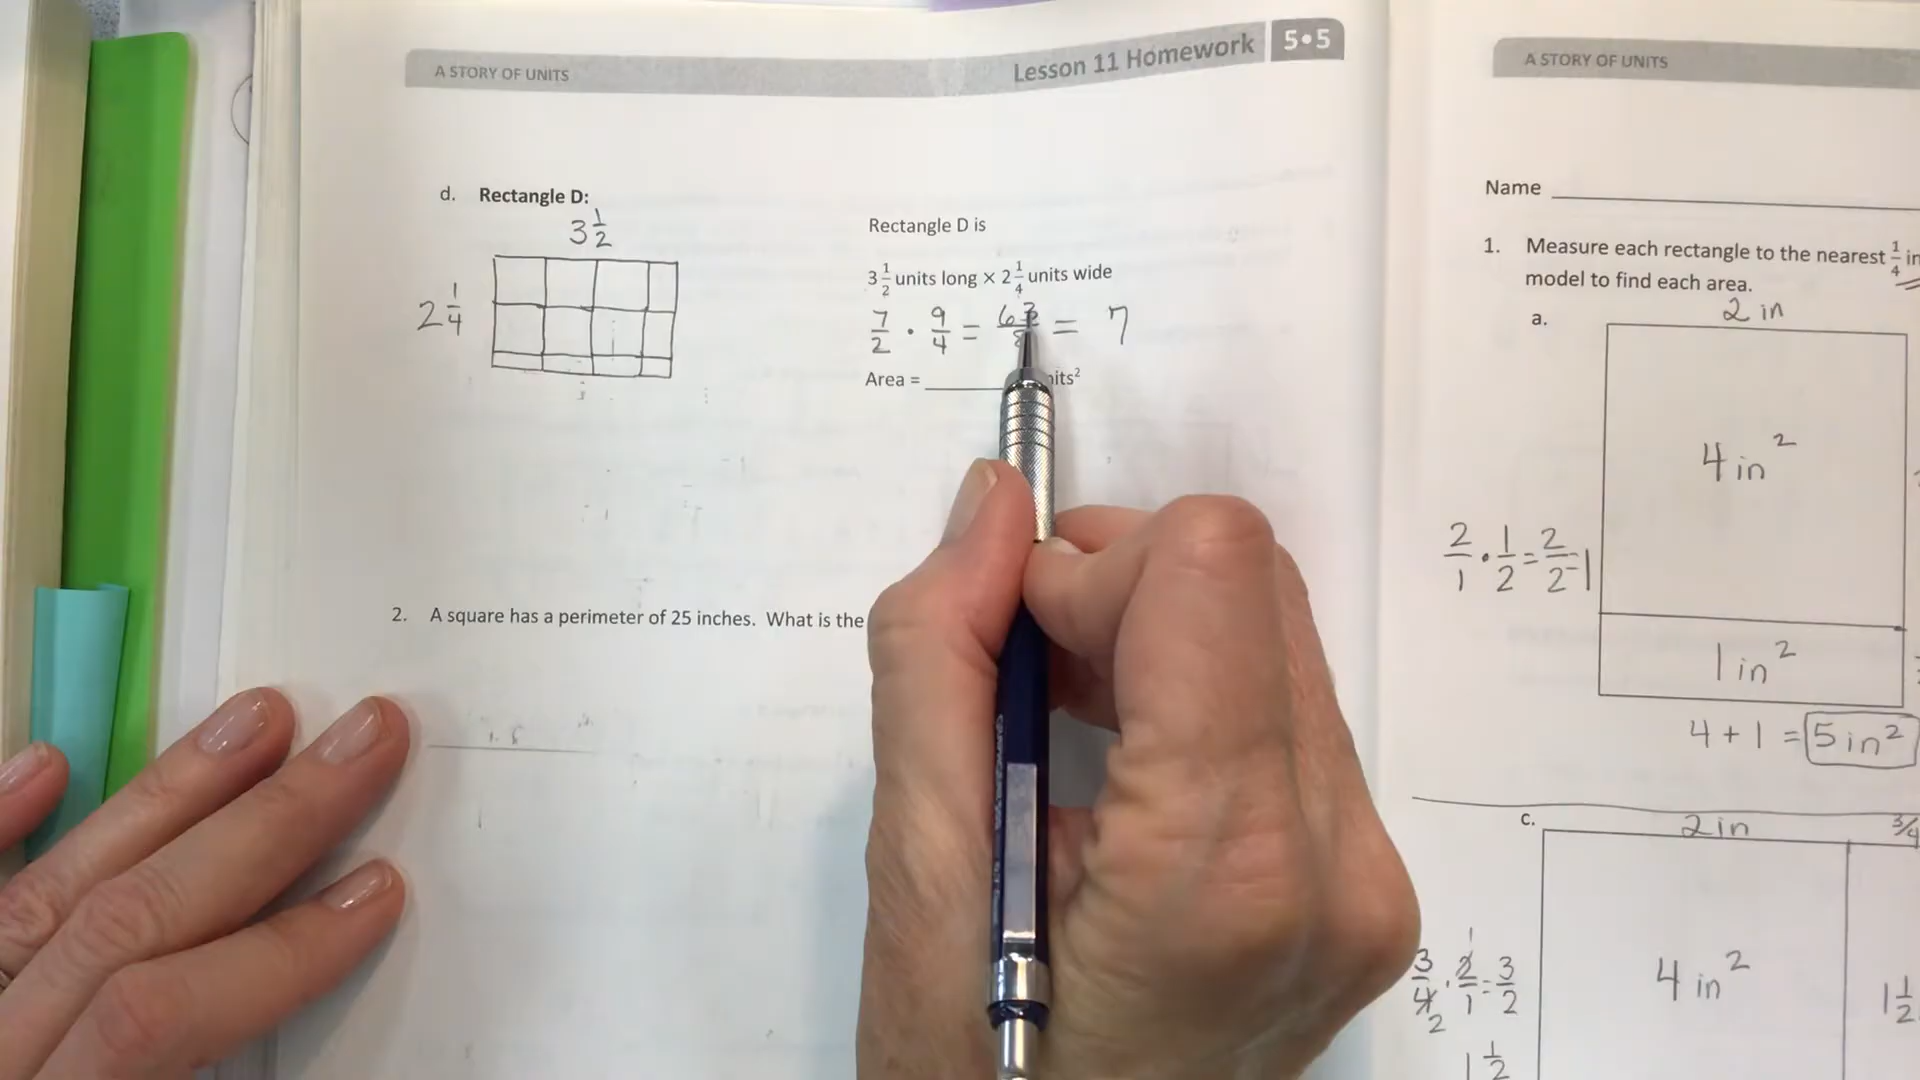 A STORY OF UNITS
Lesson 11 Homework 5•5
d. Rectangle D:
3 1/2
2 1/4
Rectangle D is
3 1/2 units long × 2 1/4 units wide
7/2 · 9/4 = 63/8 = 7
Area =
2. A square has a perimeter of 25 inches. What is the
A STORY OF UNITS
Name
1. Measure each rectangle to the nearest 1/4 in
model to find each area.
a.
2 in
4 in²
2/1 · 1/2 = 2/2 = 1
1 in²
4 + 1 = 5 in²
c.
2 in
3/4
4 in²
3/4 · 2/1 = 3/2
1
2
1 1/2
1 1/2